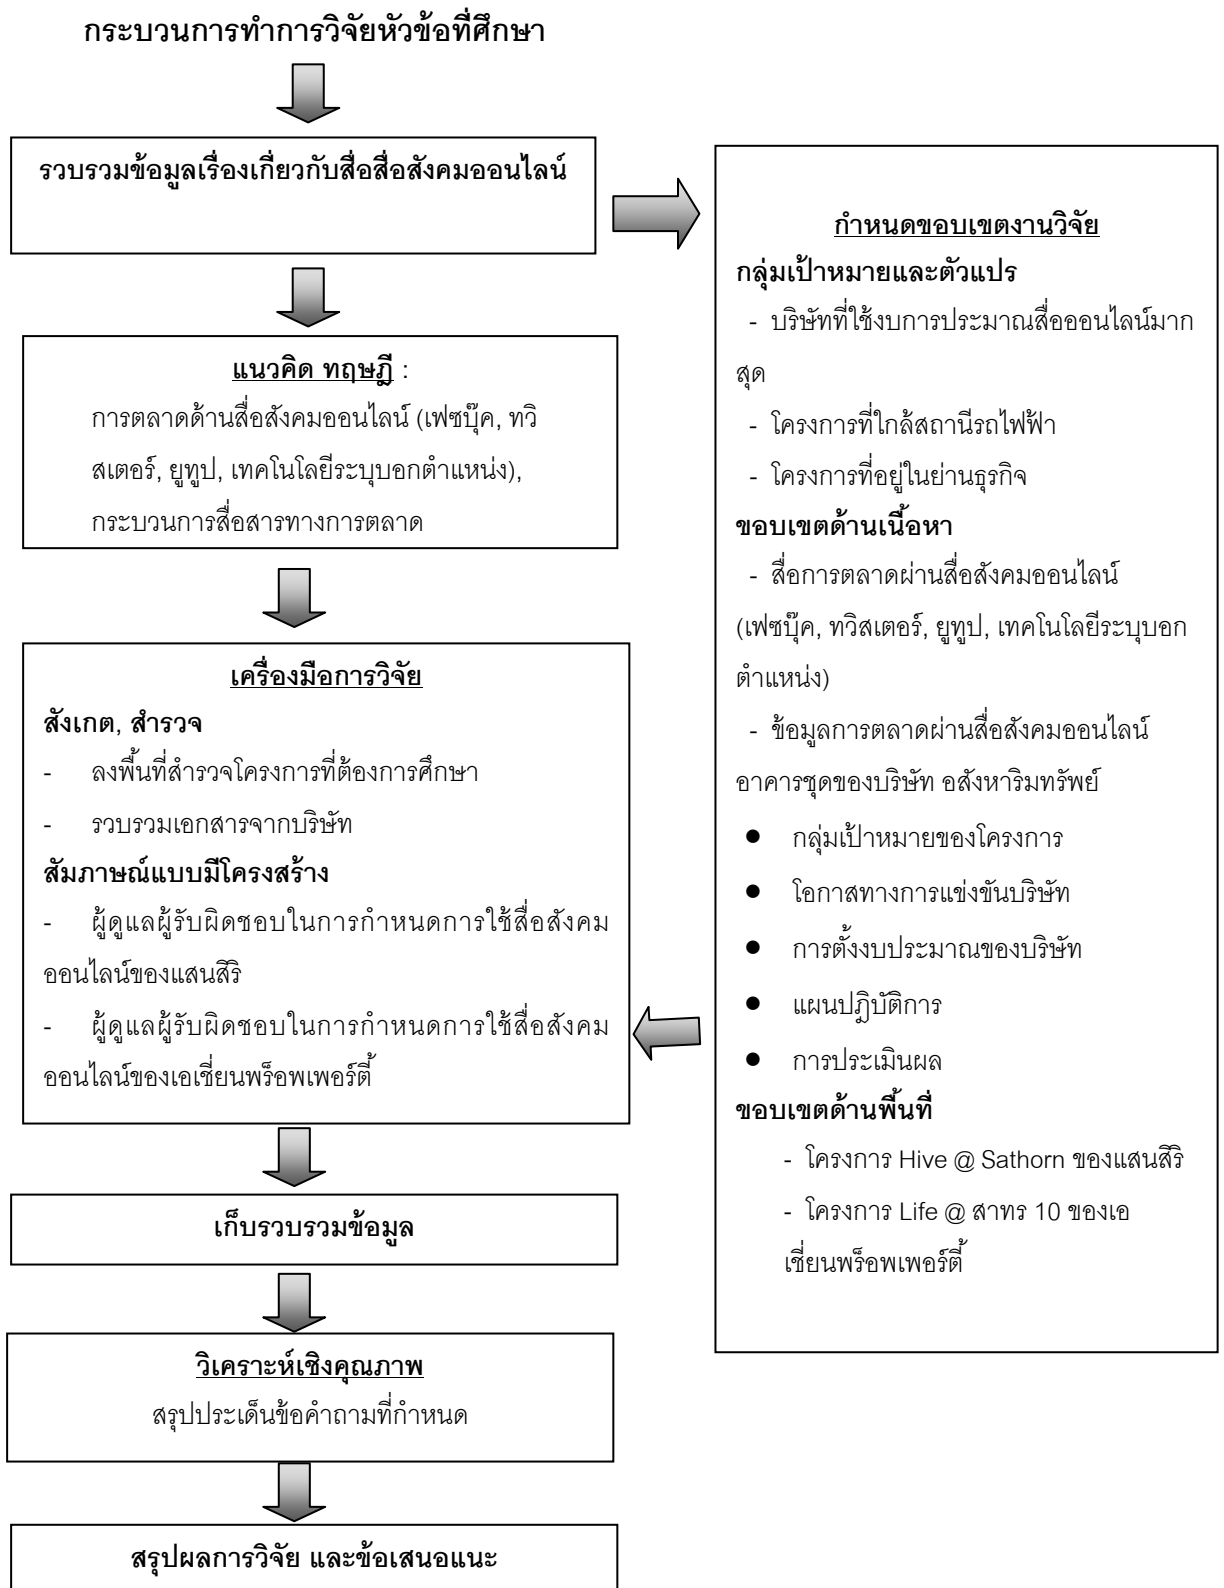 กระบวนการทำการวิจัยหัวข้อที่ศึกษา
รวบรวมข้อมูลเรื่องเกี่ยวกับสื่อสื่อสังคมออนไลน์
แนวคิด ทฤษฎี :
การตลาดด้านสื่อสังคมออนไลน์ (เฟซบุ๊ค, ทวิ
สเตอร์, ยูทูป, เทคโนโลยีระบุบอกตำแหน่ง),
กระบวนการสื่อสารทางการตลาด
เครื่องมือการวิจัย
สังเกต, สำรวจ
- ลงพื้นที่สำรวจโครงการที่ต้องการศึกษา
- รวบรวมเอกสารจากบริษัท
สัมภาษณ์แบบมีโครงสร้าง
- ผู้ดูแลผู้รับผิดชอบในการกำหนดการใช้สื่อสังคม
ออนไลน์ของแสนสิริ
- ผู้ดูแลผู้รับผิดชอบในการกำหนดการใช้สื่อสังคม
ออนไลน์ของเอเชี่ยนพร็อพเพอร์ตี้
เก็บรวบรวมข้อมูล
วิเคราะห์เชิงคุณภาพ
สรุปประเด็นข้อคำถามที่กำหนด
สรุปผลการวิจัย และข้อเสนอแนะ
กำหนดขอบเขตงานวิจัย
กลุ่มเป้าหมายและตัวแปร
- บริษัทที่ใช้งบการประมาณสื่อออนไลน์มาก
สุด
- โครงการที่ใกล้สถานีรถไฟฟ้า
- โครงการที่อยู่ในย่านธุรกิจ
ขอบเขตด้านเนื้อหา
- สื่อการตลาดผ่านสื่อสังคมออนไลน์
(เฟซบุ๊ค, ทวิสเตอร์, ยูทูป, เทคโนโลยีระบุบอก
ตำแหน่ง)
- ข้อมูลการตลาดผ่านสื่อสังคมออนไลน์
อาคารชุดของบริษัท อสังหาริมทรัพย์
● กลุ่มเป้าหมายของโครงการ
● โอกาสทางการแข่งขันบริษัท
● การตั้งงบประมาณของบริษัท
● แผนปฏิบัติการ
● การประเมินผล
ขอบเขตด้านพื้นที่
- โครงการ Hive @ Sathorn ของแสนสิริ
- โครงการ Life @ สาทร 10 ของเอ
เชี่ยนพร็อพเพอร์ตี้